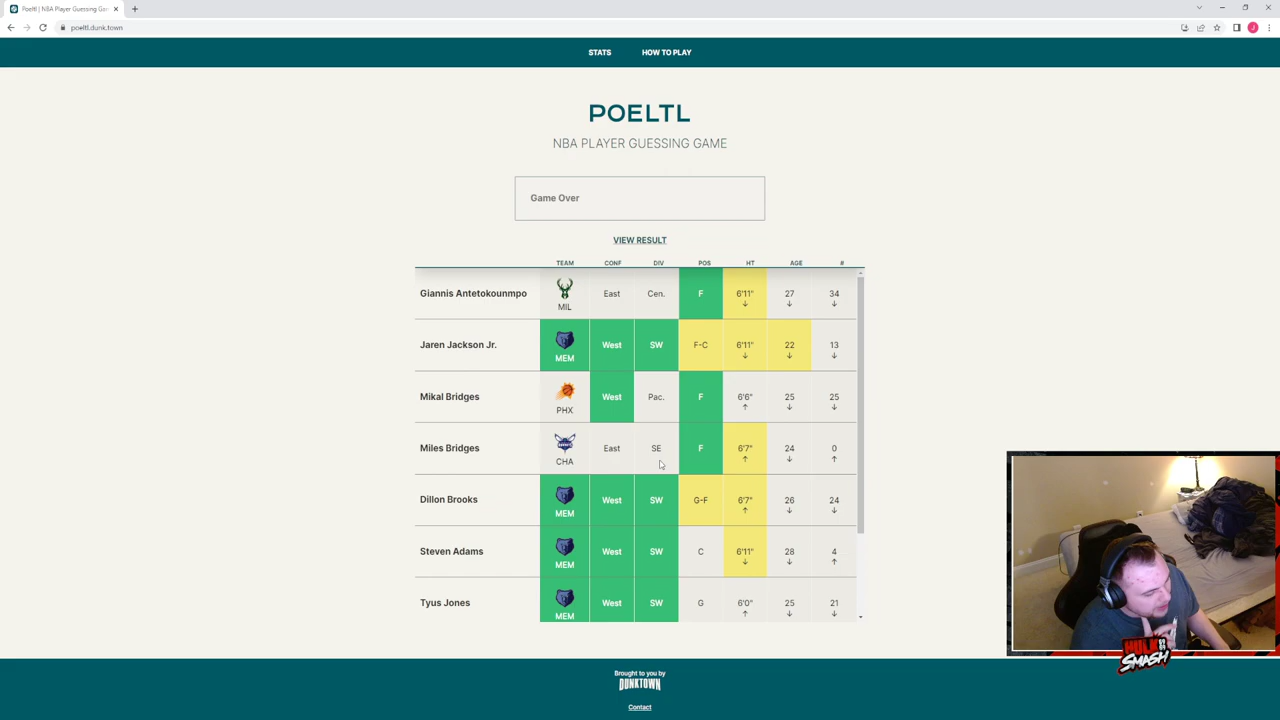 Poeltl | NBA Player Guessing Gam
poeltl.dunk.town
J
STATS HOW TO PLAY
POELTL
NBA PLAYER GUESSING GAME
Game Over
VIEW RESULT
TEAM CONF DIV POS HT AGE #
Giannis Antetokounmpo MIL East Cen. F 6'11" ↓ 27 ↓ 34 ↓
Jaren Jackson Jr. MEM West SW F-C 6'11" ↓ 22 ↓ 13 ↓
Mikal Bridges PHX West Pac. F 6'6" ↑ 25 ↓ 25 ↓
Miles Bridges CHA East SE F 6'7" ↑ 24 ↓ 0 ↑
Dillon Brooks MEM West SW G-F 6'7" ↑ 26 ↓ 24 ↓
Steven Adams MEM West SW C 6'11" ↓ 28 ↓ 4 ↑
Tyus Jones MEM West SW G 6'0" ↑ 25 ↓ 21 ↓
HULK
SMASH
Brought to you by
DUNKTOWN
Contact